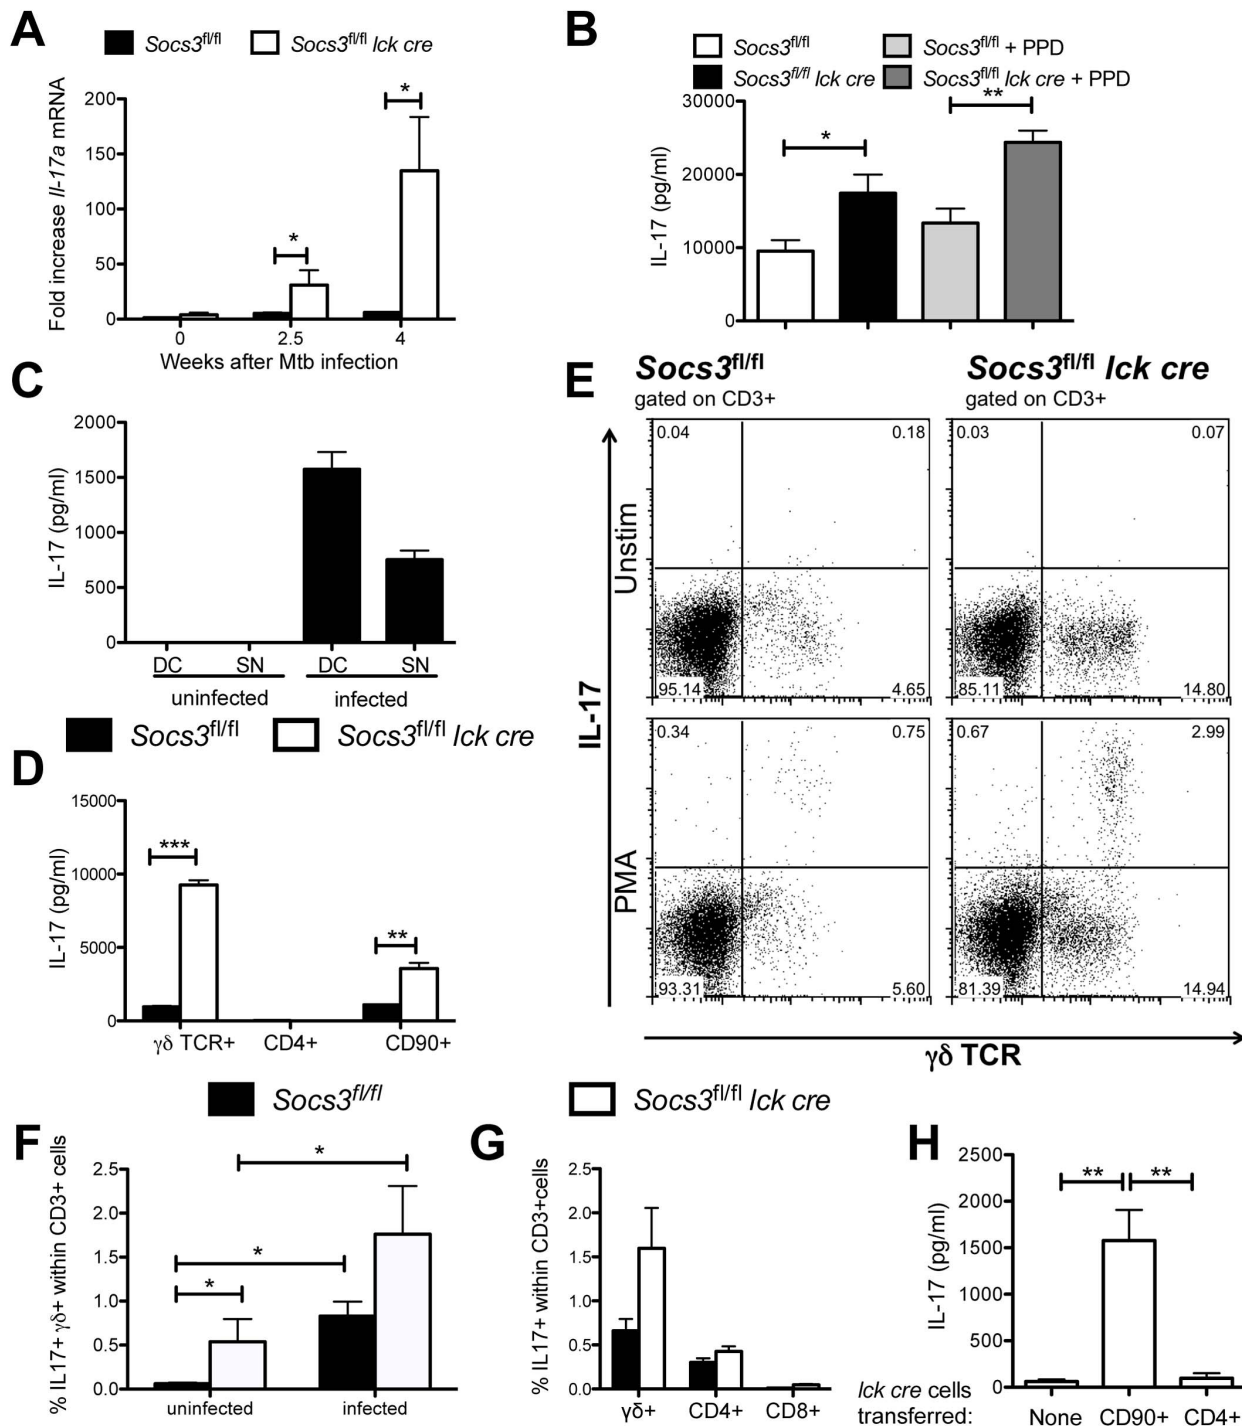 A
Socs3fl/fl Socs3fl/fl lck cre
Fold increase Il-17a mRNA
200
150
100
50
0
*
*
0 2.5 4
Weeks after Mtb infection
B
Socs3fl/fl Socs3fl/fl + PPD
Socs3fl/fl lck cre Socs3fl/fl lck cre + PPD
IL-17 (pg/ml)
30000
20000
10000
0
*
**
C
IL-17 (pg/ml)
2000
1500
1000
500
0
DC SN DC SN
uninfected infected
Socs3fl/fl Socs3fl/fl lck cre
D
IL-17 (pg/ml)
15000
10000
5000
0
***
**
γδ TCR+ CD4+ CD90+
E
Socs3fl/fl Socs3fl/fl lck cre
gated on CD3+ gated on CD3+
Unstim
0.04 0.18 0.03 0.07
95.14 4.65 85.11 14.80
IL-17
PMA
0.34 0.75 0.67 2.99
93.31 5.60 81.39 14.94
γδ TCR
Socs3fl/fl Socs3fl/fl lck cre
F
% IL17+ γδ+ within CD3+ cells
2.5
2.0
1.5
1.0
0.5
0.0
*
*
*
uninfected infected
G
% IL17+ within CD3+cells
2.5
2.0
1.5
1.0
0.5
0.0
γδ+ CD4+ CD8+
H
IL-17 (pg/ml)
2500
2000
1500
1000
500
0
** **
lck cre cells
transferred: None CD90+ CD4+